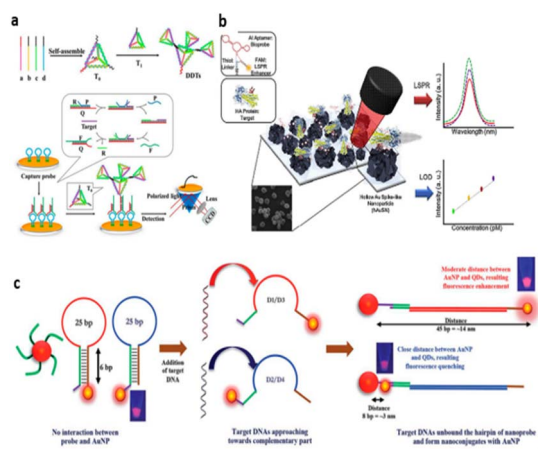 a
Self-assemble
T₁
a b c d
T₀
DDTs
R P
P
Q
Target
F
F
Q
R
Capture probe
Polarized light
Lens
CCD
Detection
b
AI Aptamer
Bioprobe
Thiol
Linker
FAM:
LSPR
Enhancer
HA Protein
Target
Hollow Au Spike-like
Nanoparticle
(hAuSN)
LSPR
Intensity (a. u.)
Wavelength (nm)
LOD
Intensity (a. u.)
Concentration (pM)
c
25 bp
25 bp
6 bp
No interaction between
probe and AuNP
Addition
of target
DNA
D1/D3
D2/D4
Target DNAs approaching
towards complementary part
Moderate distance between
AuNP and QDs, resulting
fluorescence enhancement
Distance
45 bp = ~14 nm
Close distance between AuNP
and QDs, resulting
fluorescence quenching
Distance
8 bp = ~3 nm
Target DNAs unbound the hairpin of nanoprobe
and form nanoconjugates with AuNP